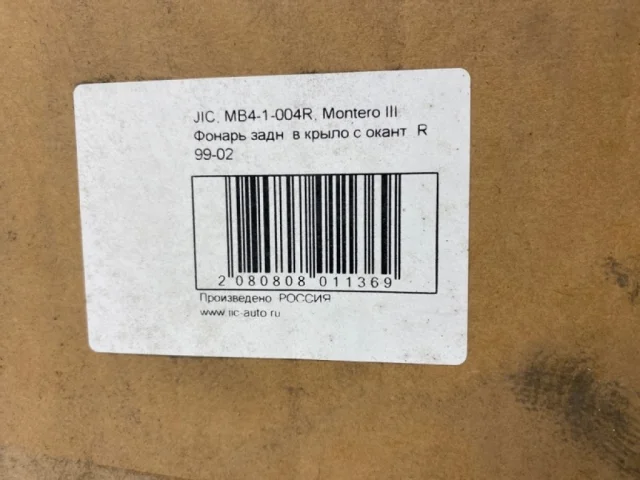 JIC, MB4-1-004R, Montero III
Фонарь задн в крыло с окант R
99-02
2 080808 011369
Произведено РОССИЯ
www.jic-auto.ru